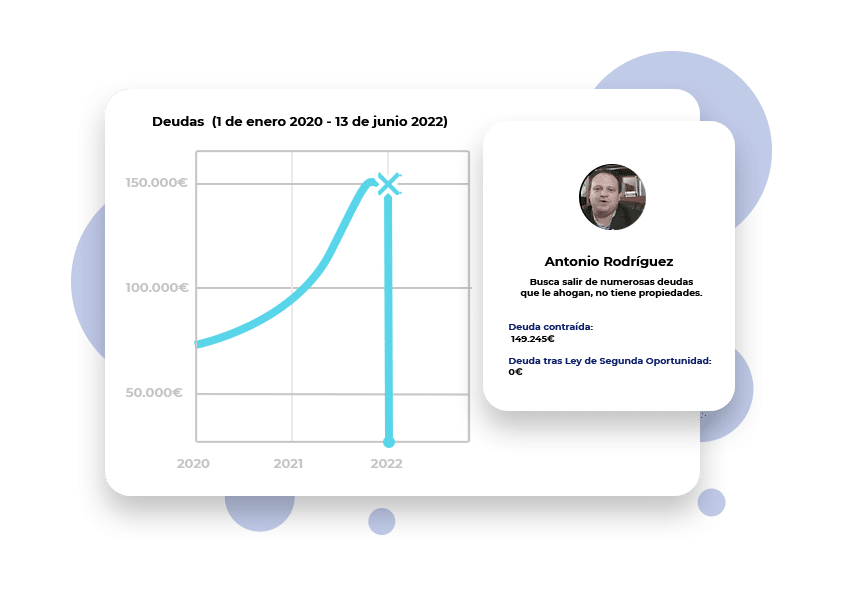 Deudas (1 de enero 2020 - 13 de junio 2022)
150.000€
100.000€
50.000€
2020
2021
2022
Antonio Rodríguez
Busca salir de numerosas deudas
que le ahogan, no tiene propiedades.
Deuda contraída:
149.245€
Deuda tras Ley de Segunda Oportunidad:
0€